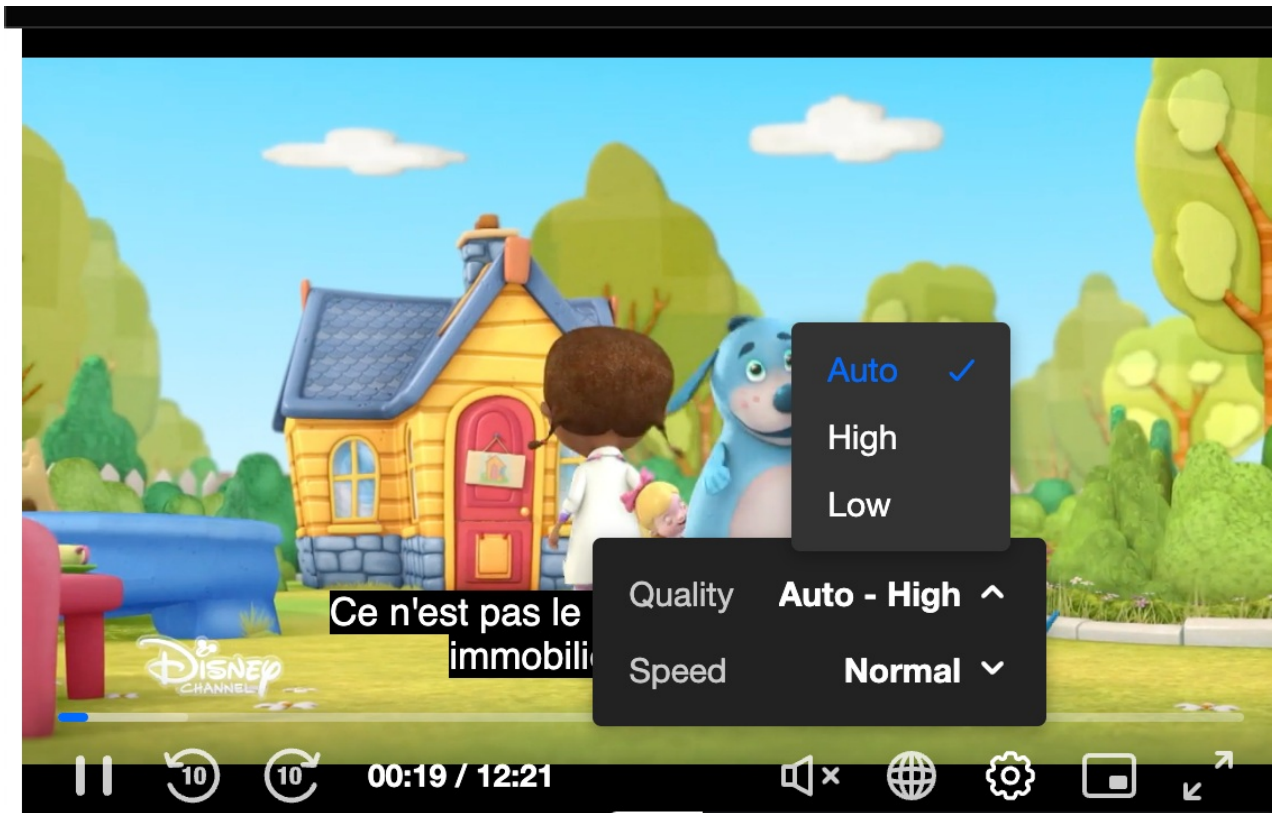 Auto
High
Low
Quality Auto - High
Speed Normal
Ce n'est pas le
DISNEY
CHANNEL
10 10 00:19 / 12:21